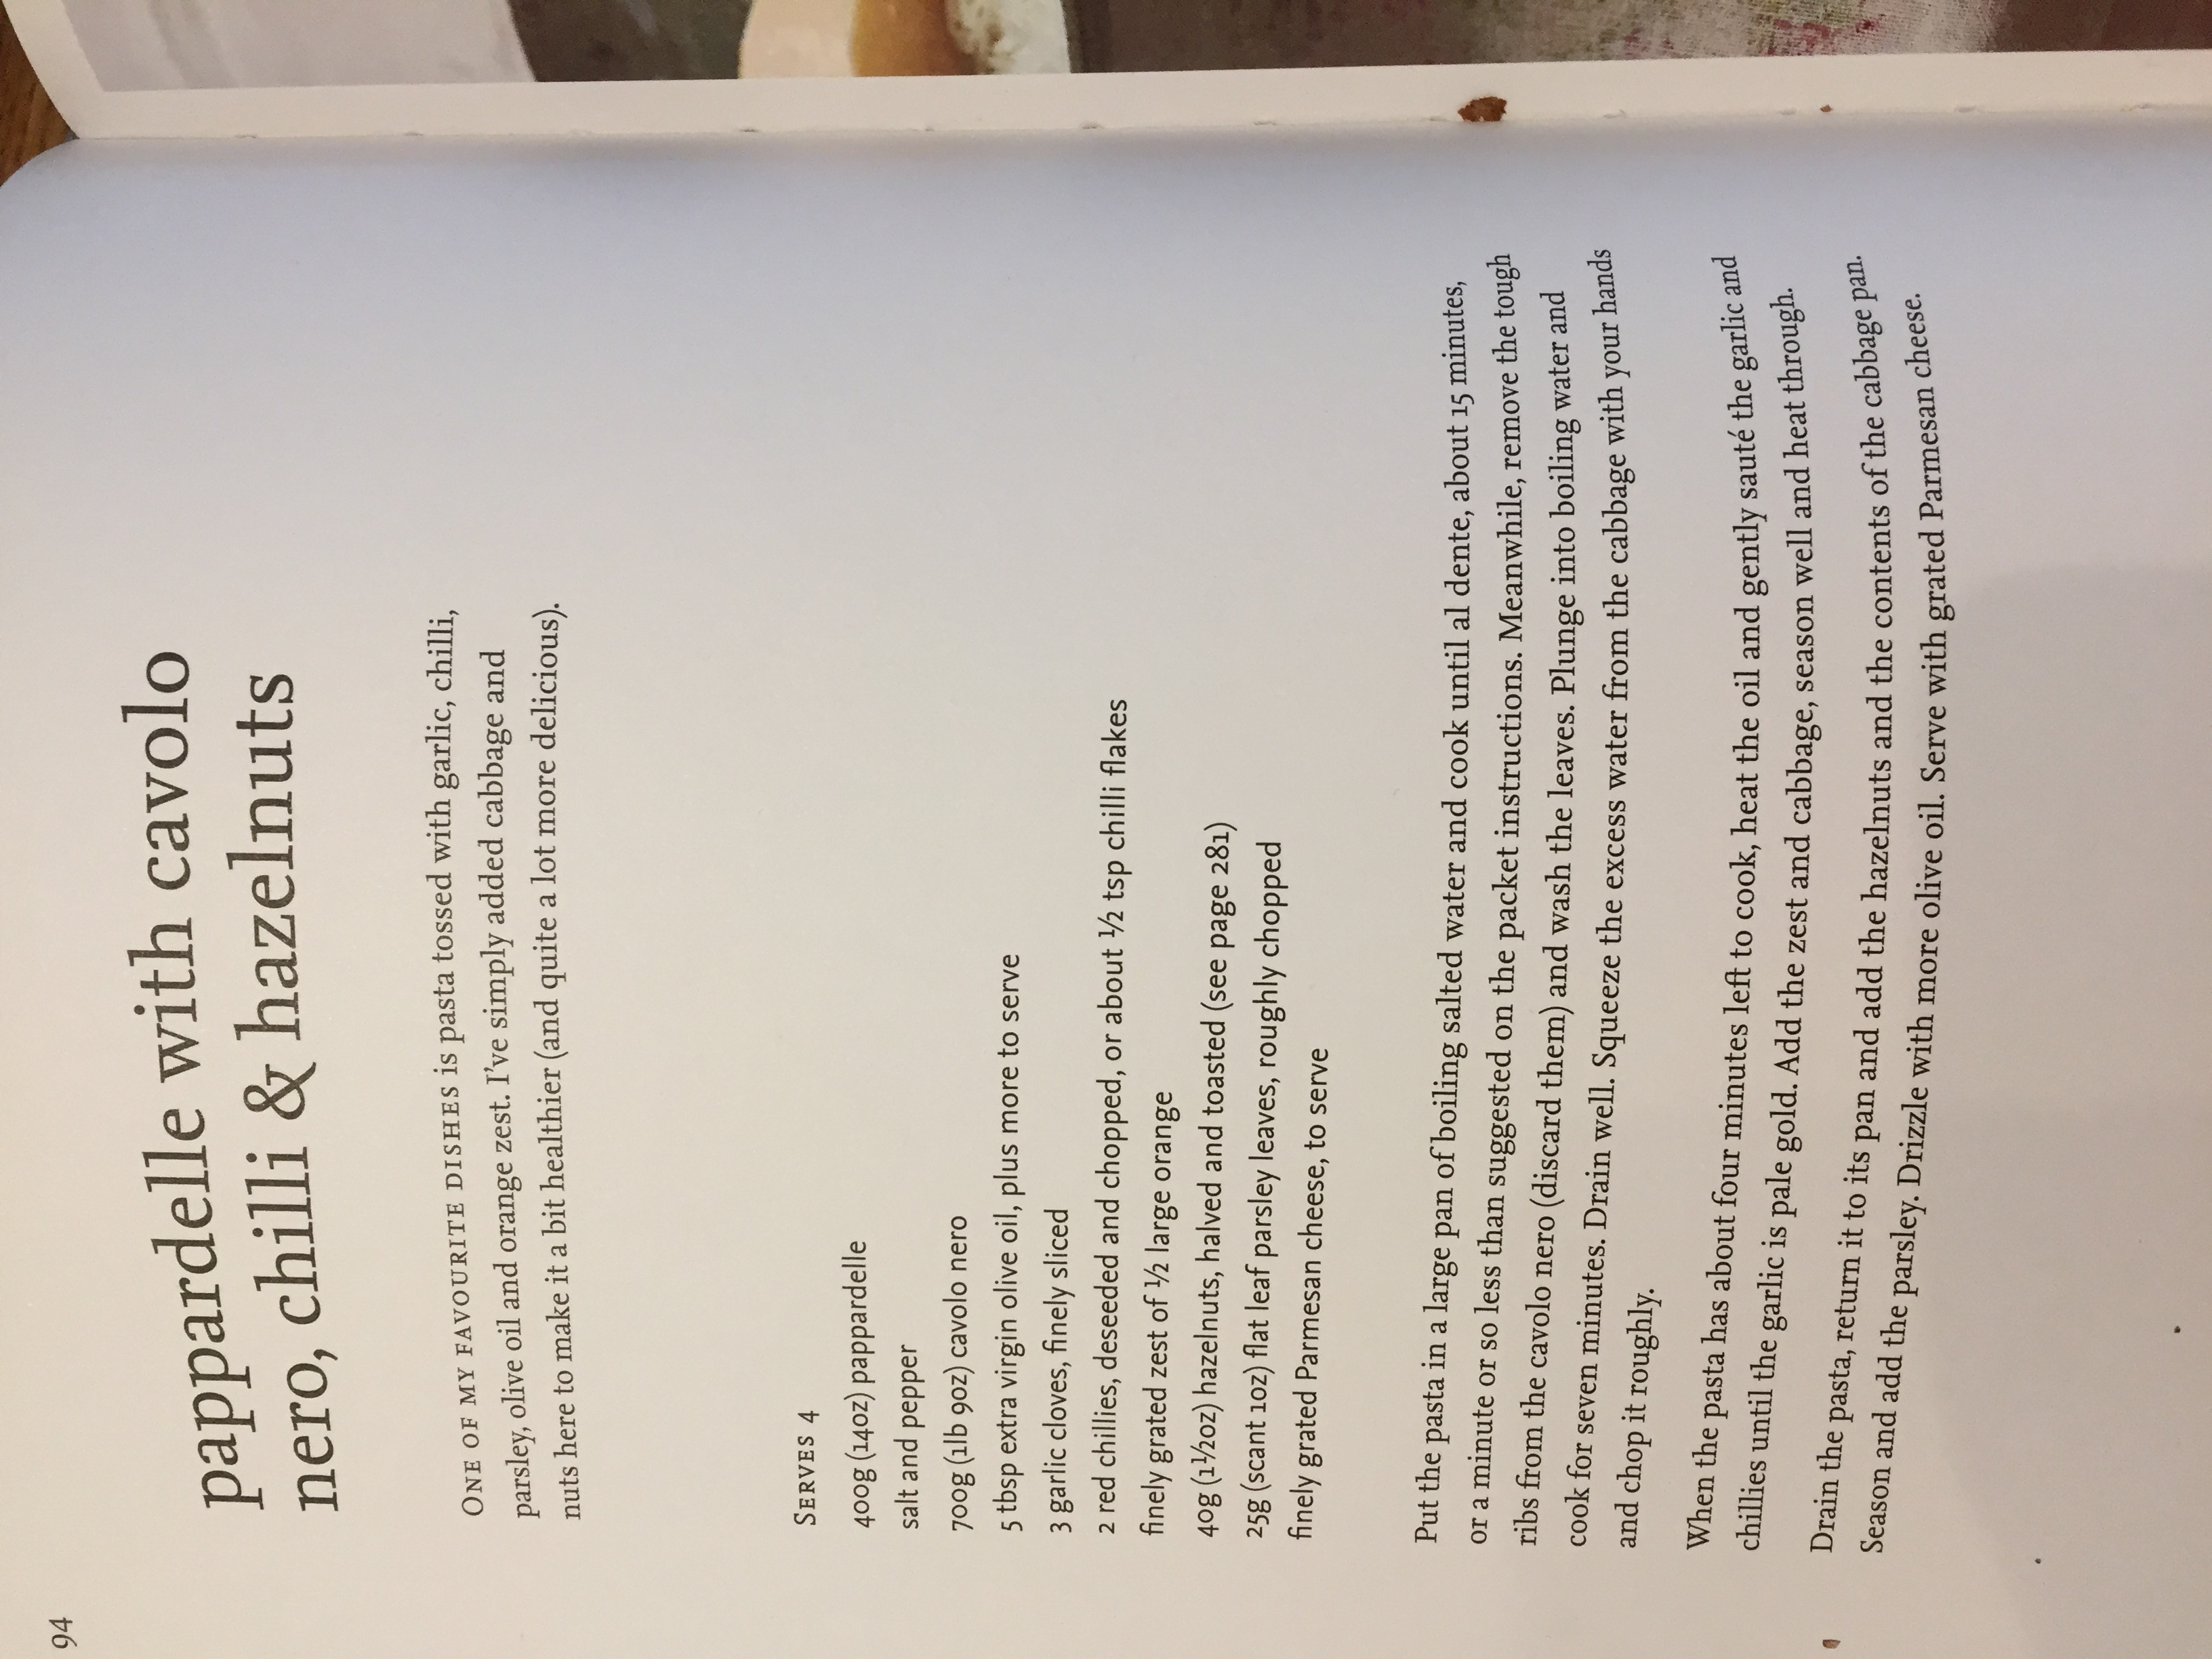 94
pappardelle with cavolo
nero, chilli & hazelnuts
ONE OF MY FAVOURITE DISHES is pasta tossed with garlic, chilli,
parsley, olive oil and orange zest. I've simply added cabbage and
nuts here to make it a bit healthier (and quite a lot more delicious).
SERVES 4
400g (14oz) pappardelle
salt and pepper
700g (1lb 9oz) cavolo nero
5 tbsp extra virgin olive oil, plus more to serve
3 garlic cloves, finely sliced
2 red chillies, deseeded and chopped, or about ½ tsp chilli flakes
finely grated zest of ½ large orange
40g (1½oz) hazelnuts, halved and toasted (see page 281)
25g (scant 1oz) flat leaf parsley leaves, roughly chopped
finely grated Parmesan cheese, to serve
Put the pasta in a large pan of boiling salted water and cook until al dente, about 15 minutes,
or a minute or so less than suggested on the packet instructions. Meanwhile, remove the tough
ribs from the cavolo nero (discard them) and wash the leaves. Plunge into boiling water and
cook for seven minutes. Drain well. Squeeze the excess water from the cabbage with your hands
and chop it roughly.
When the pasta has about four minutes left to cook, heat the oil and gently sauté the garlic and
chillies until the garlic is pale gold. Add the zest and cabbage, season well and heat through.
Drain the pasta, return it to its pan and add the hazelnuts and the contents of the cabbage pan.
Season and add the parsley. Drizzle with more olive oil. Serve with grated Parmesan cheese.